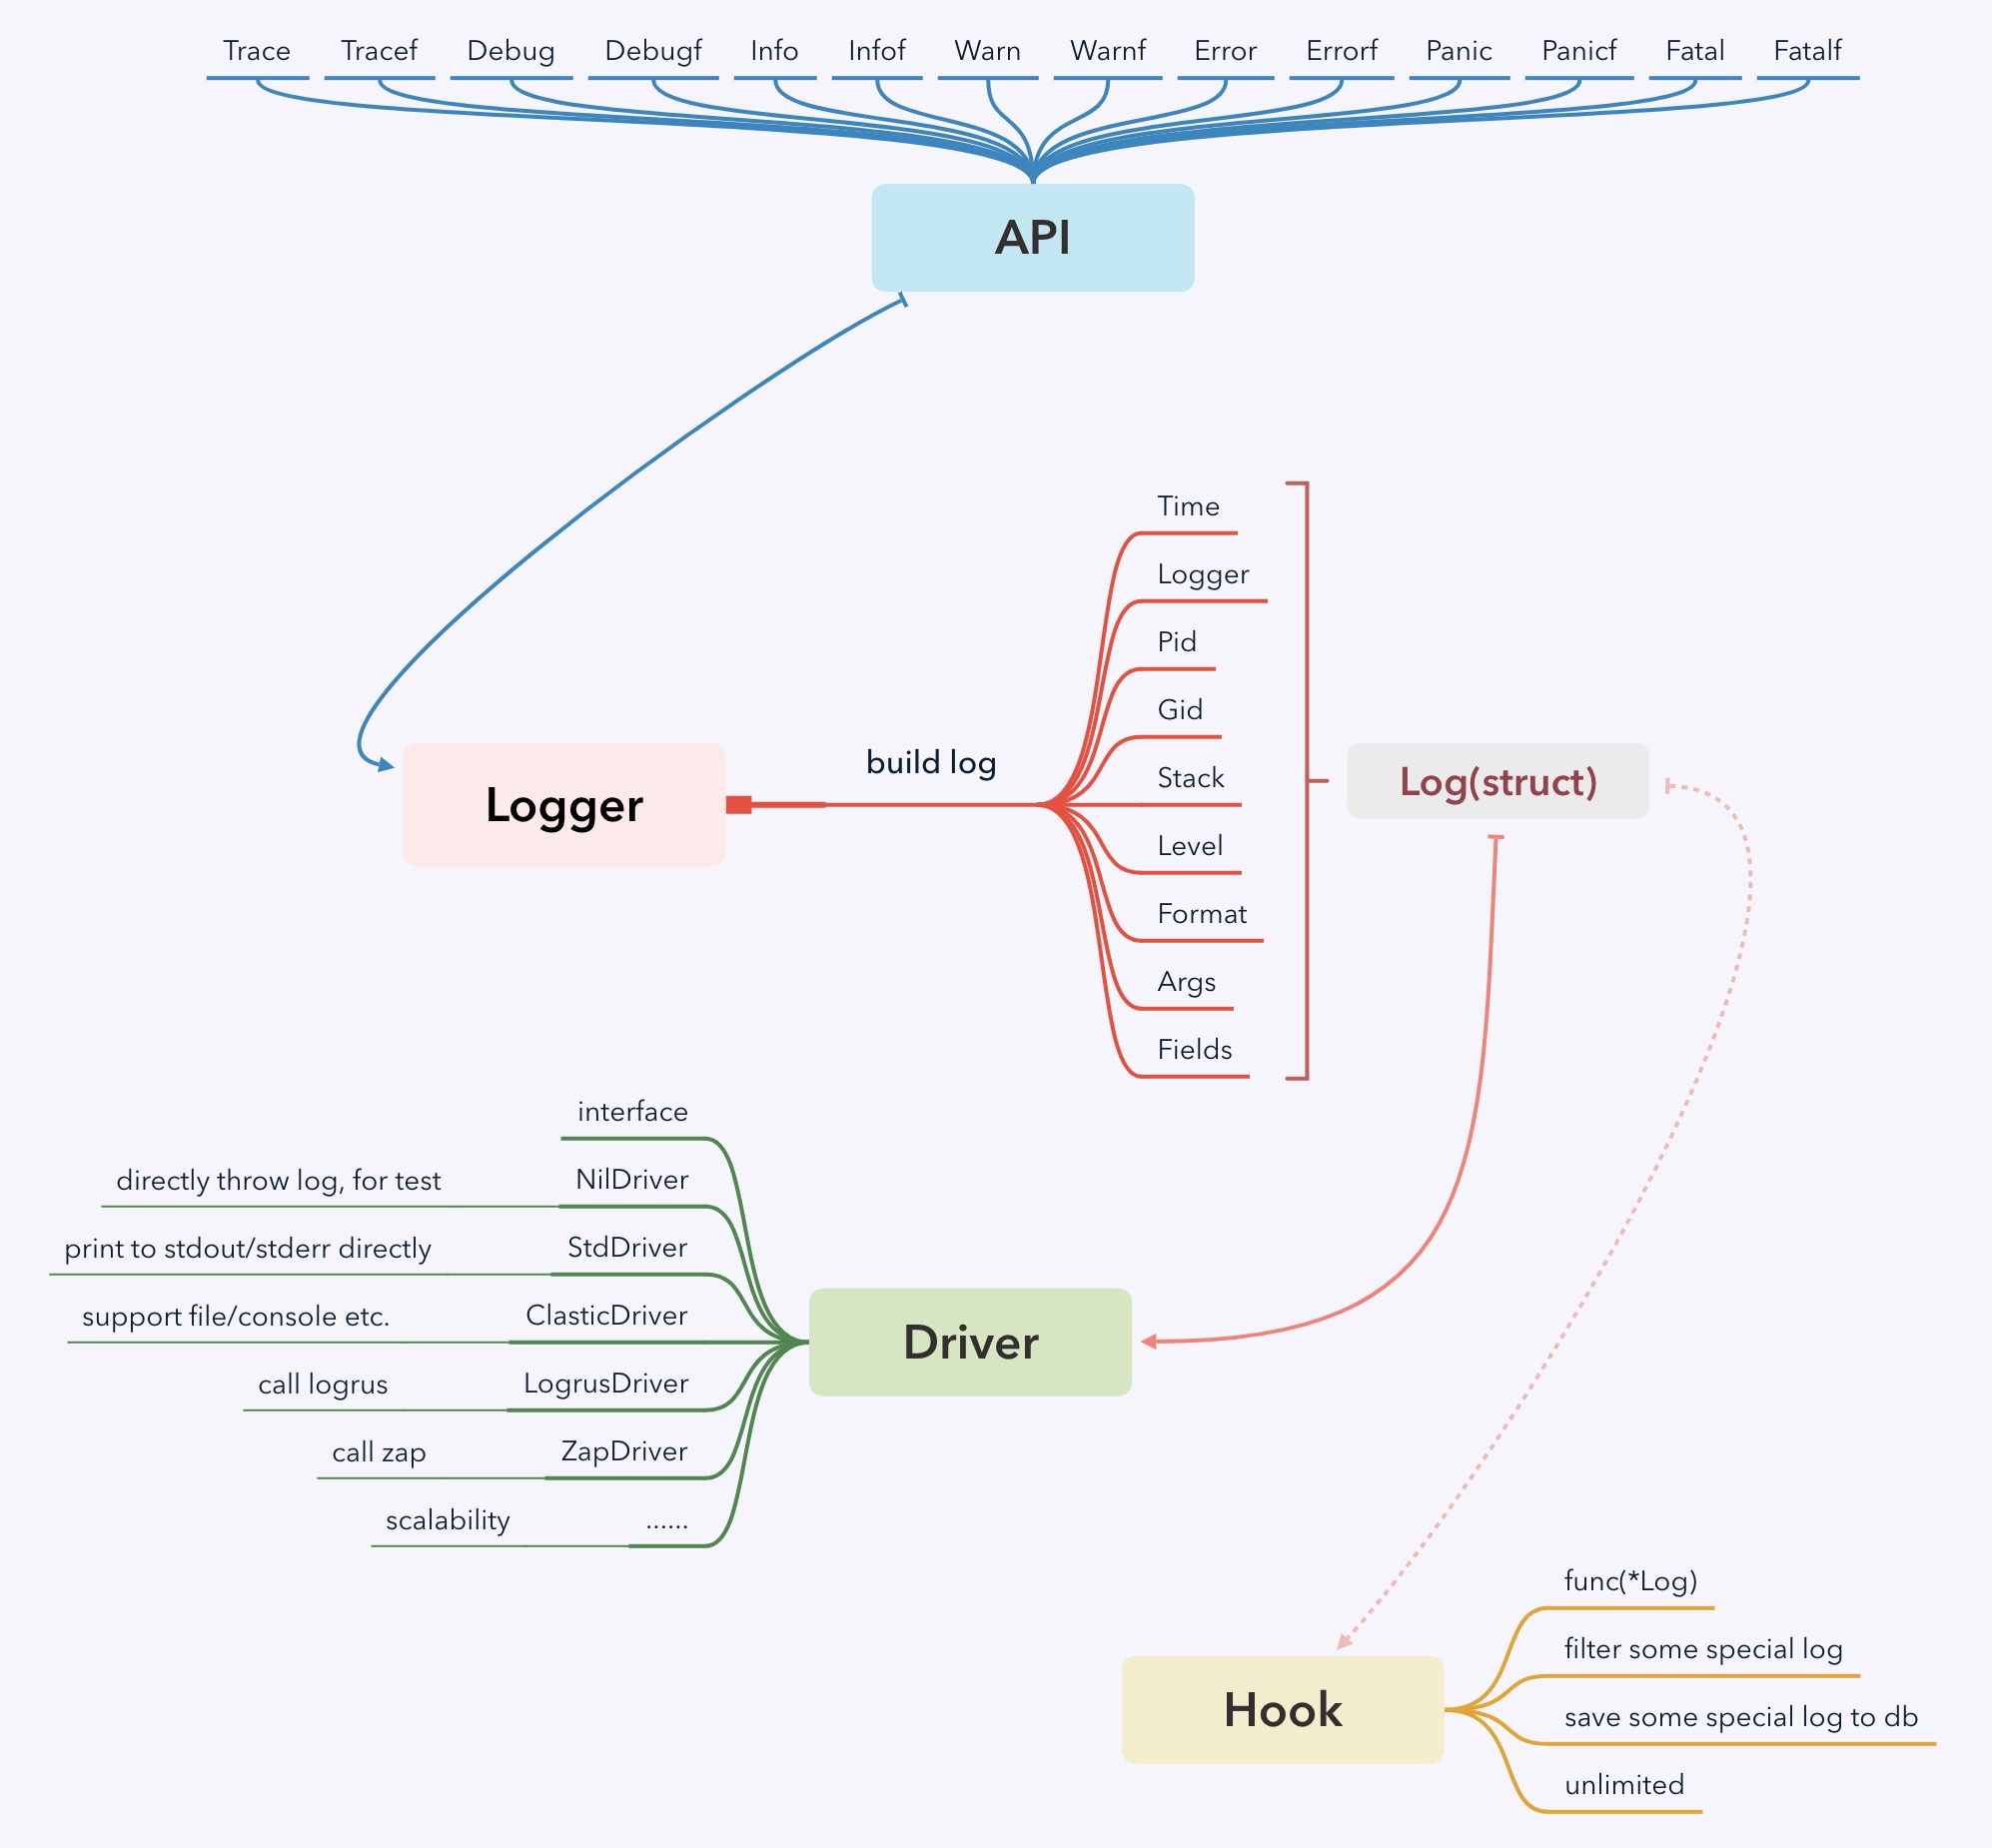 Trace Tracef Debug Debugf Info Infof Warn Warnf Error Errorf Panic Panicf Fatal Fatalf
API
Time
Logger
Pid
Gid
Stack
Level
Format
Args
Fields
build log
Logger
Log(struct)
interface
directly throw log, for test NilDriver
print to stdout/stderr directly StdDriver
support file/console etc. ClasticDriver
call logrus LogrusDriver
call zap ZapDriver
scalability ......
Driver
func(*Log)
filter some special log
save some special log to db
unlimited
Hook